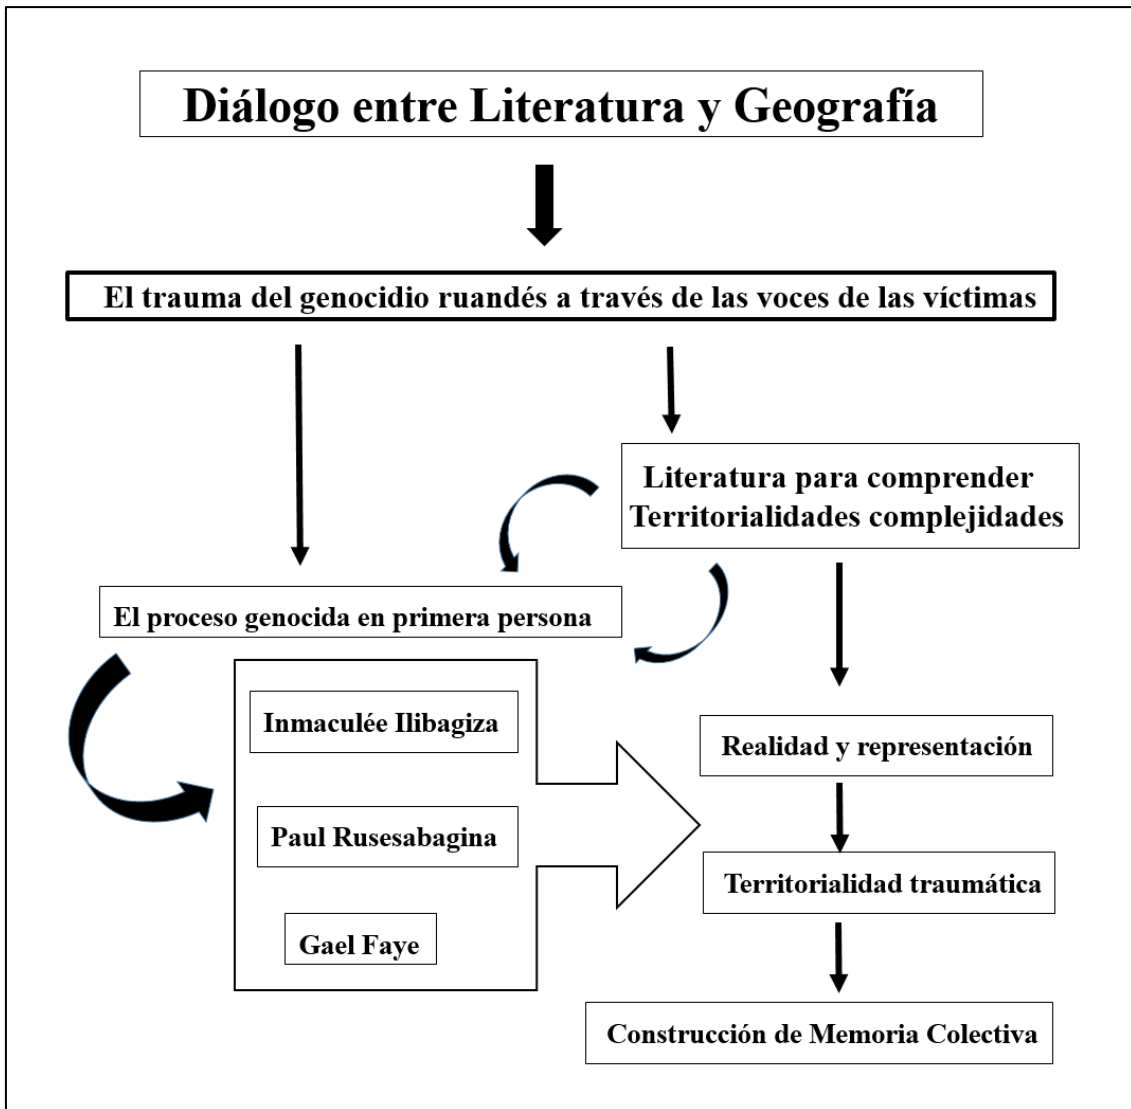 Diálogo entre Literatura y Geografía
El trauma del genocidio ruandés a través de las voces de las víctimas
Literatura para comprender
Territorialidades complejidades
El proceso genocida en primera persona
Inmaculée Ilibagiza
Paul Rusesabagina
Gael Faye
Realidad y representación
Territorialidad traumática
Construcción de Memoria Colectiva